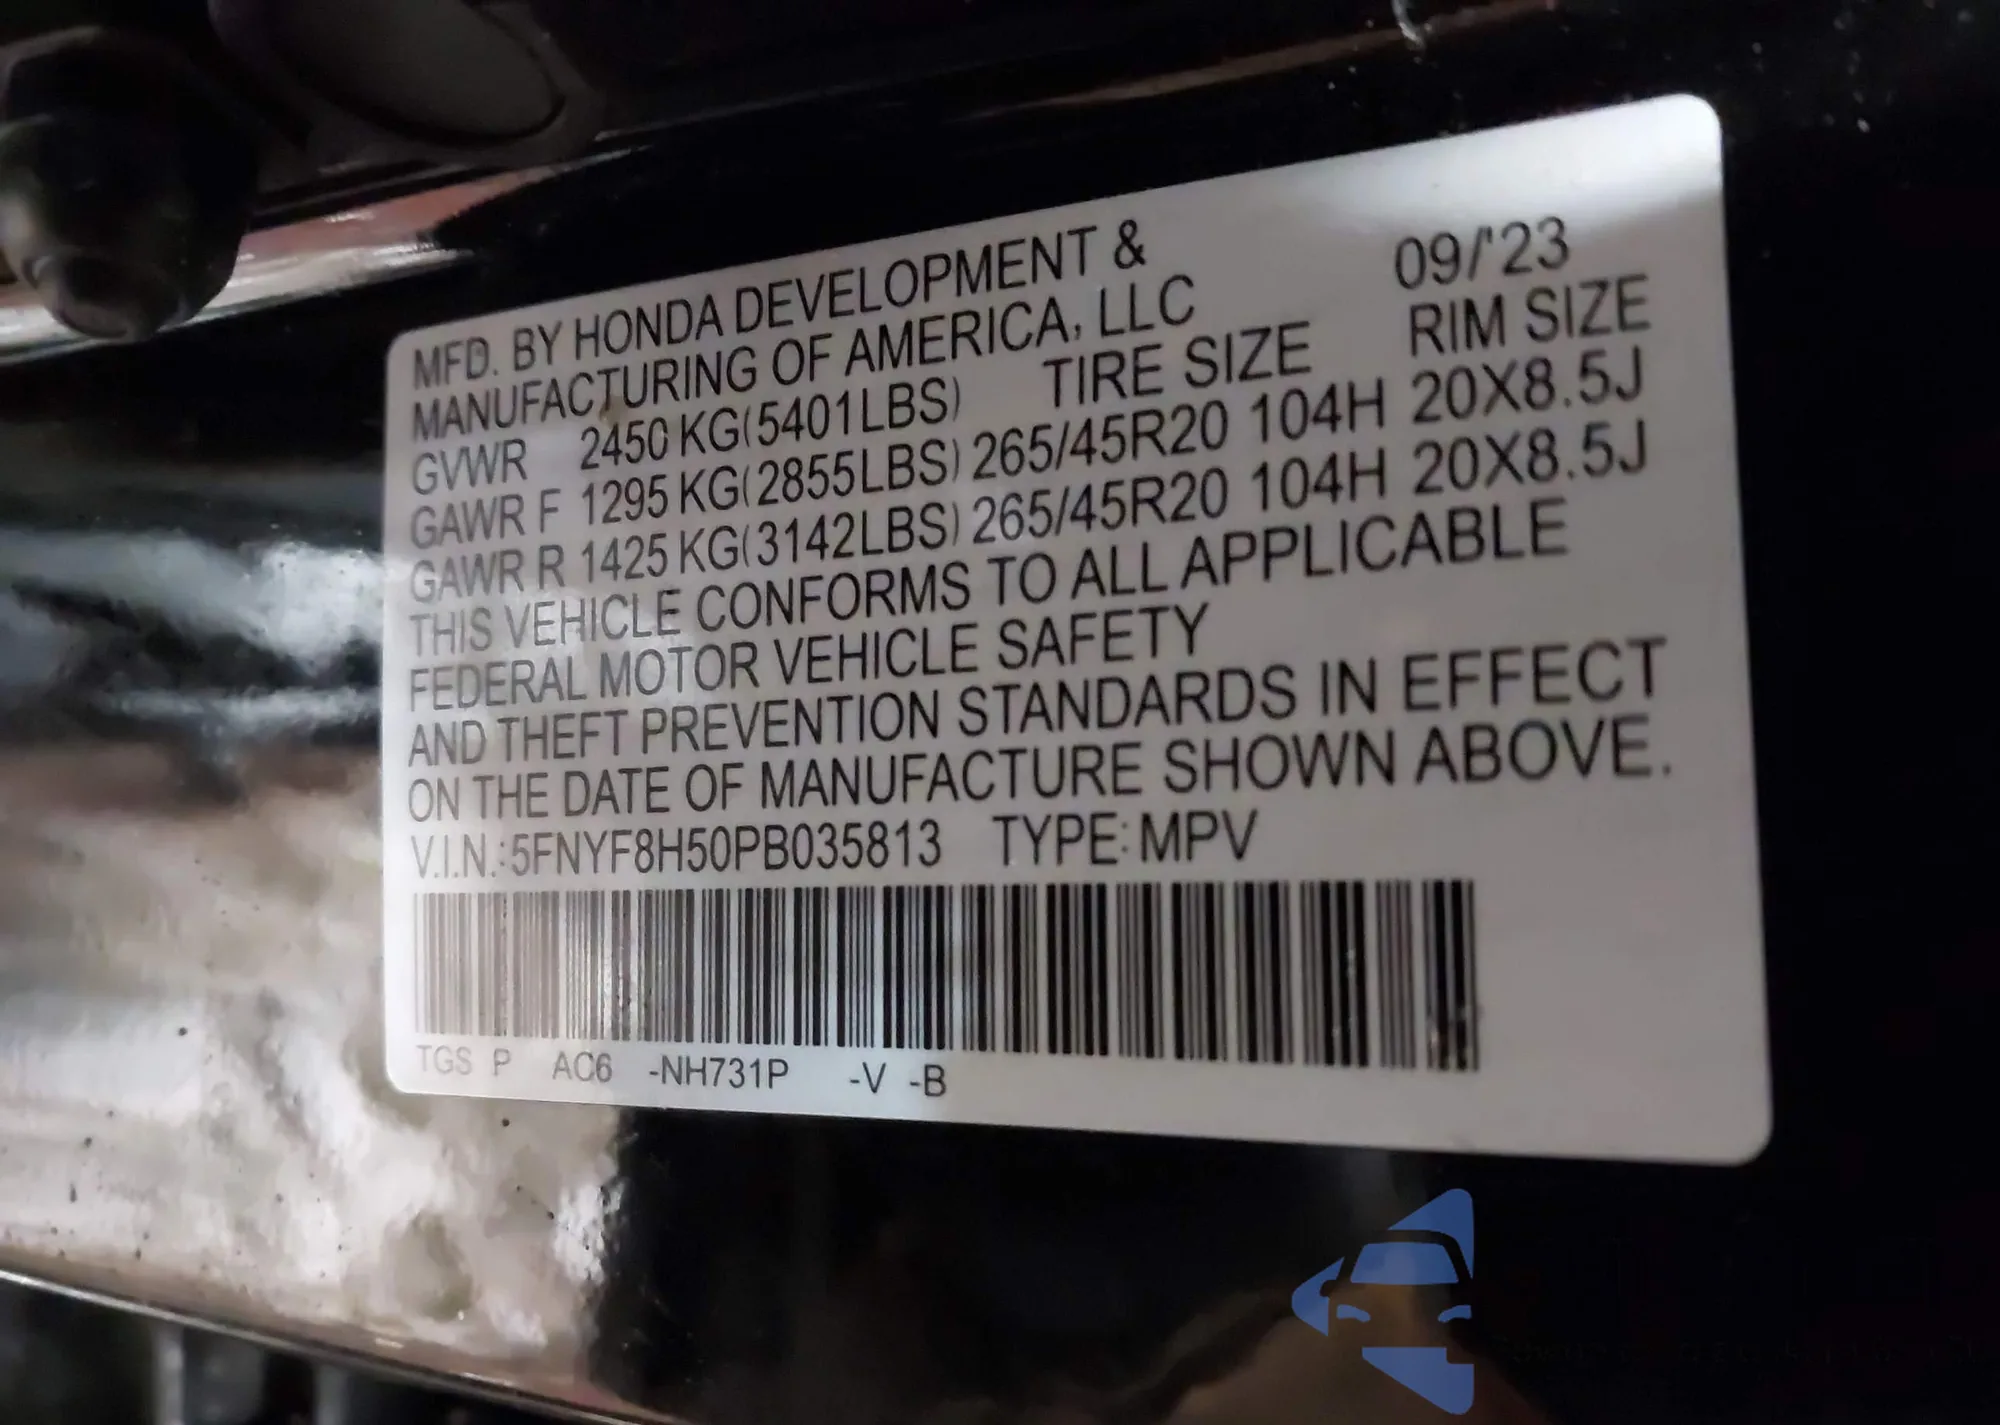 MFD. BY HONDA DEVELOPMENT & 09/'23
MANUFACTURING OF AMERICA, LLC RIM SIZE
GVWR 2450 KG(5401LBS) TIRE SIZE
GAWR F 1295 KG(2855LBS) 265/45R20 104H 20X8.5J
GAWR R 1425 KG(3142LBS) 265/45R20 104H 20X8.5J
THIS VEHICLE CONFORMS TO ALL APPLICABLE
FEDERAL MOTOR VEHICLE SAFETY
AND THEFT PREVENTION STANDARDS IN EFFECT
ON THE DATE OF MANUFACTURE SHOWN ABOVE.
V.I.N.:5FNYF8H50PB035813 TYPE:MPV
TGS P AC6 -NH731P -V -B